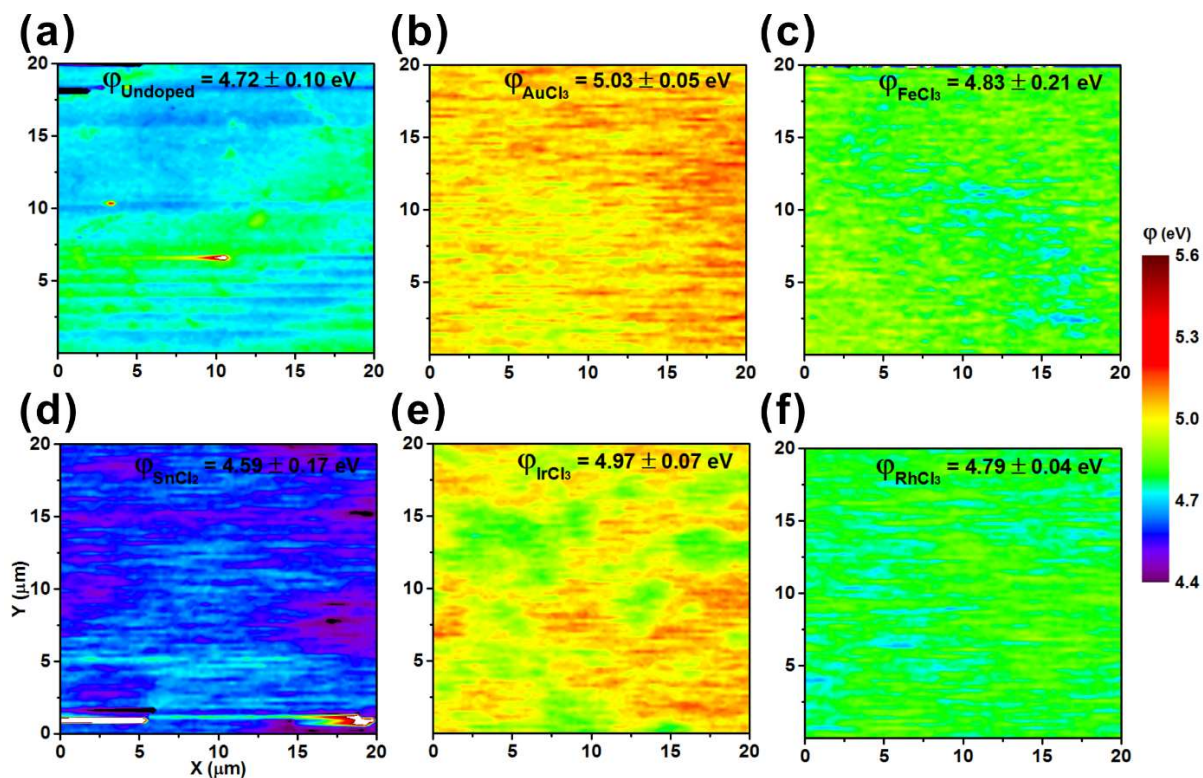 (a)
φUndoped = 4.72 ± 0.10 eV
20
15
10
5
0 5 10 15 20
(b)
φAuCl₃ = 5.03 ± 0.05 eV
20
15
10
5
0 5 10 15 20
(c)
φFeCl₃ = 4.83 ± 0.21 eV
20
15
10
5
0 5 10 15 20
(d)
φSnCl₂ = 4.59 ± 0.17 eV
20
15
10
5
0
0 5 10 15 20
Y (μm)
X (μm)
(e)
φIrCl₃ = 4.97 ± 0.07 eV
20
15
10
5
0 5 10 15 20
(f)
φRhCl₃ = 4.79 ± 0.04 eV
20
15
10
5
0 5 10 15 20
φ (eV)
5.6
5.3
5.0
4.7
4.4